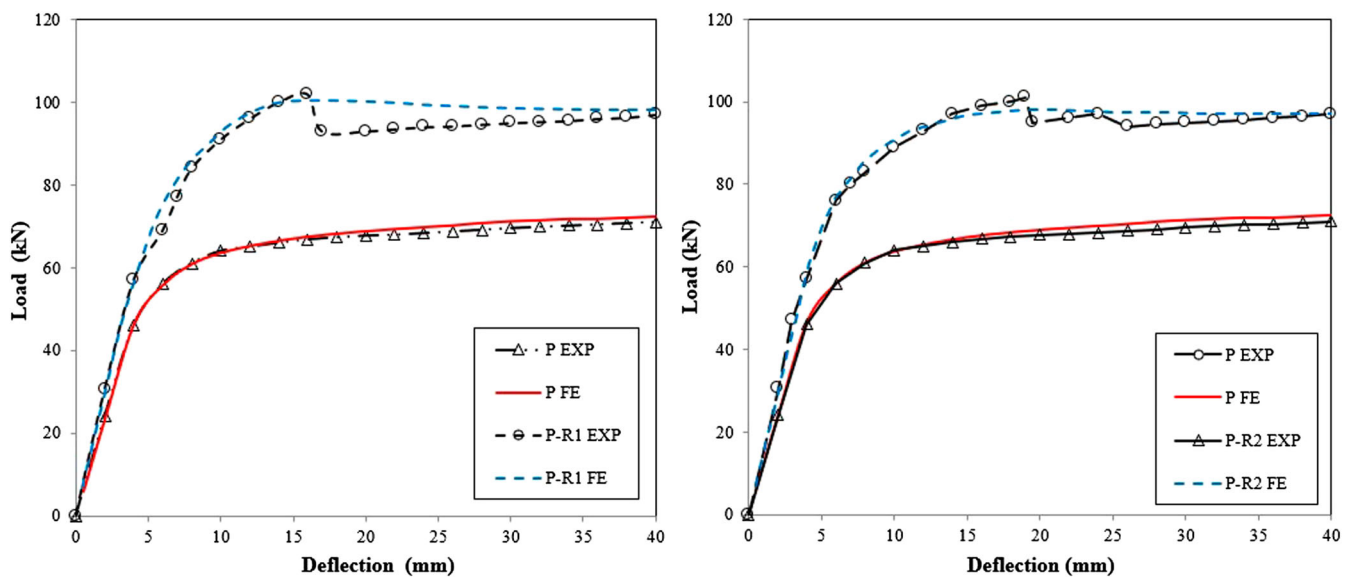 120
100
80
60
40
20
0
Load (kN)
0 5 10 15 20 25 30 35 40
Deflection (mm)
P EXP
P FE
P-R1 EXP
P-R1 FE
120
100
80
60
40
20
0
Load (kN)
0 5 10 15 20 25 30 35 40
Deflection (mm)
P EXP
P FE
P-R2 EXP
P-R2 FE